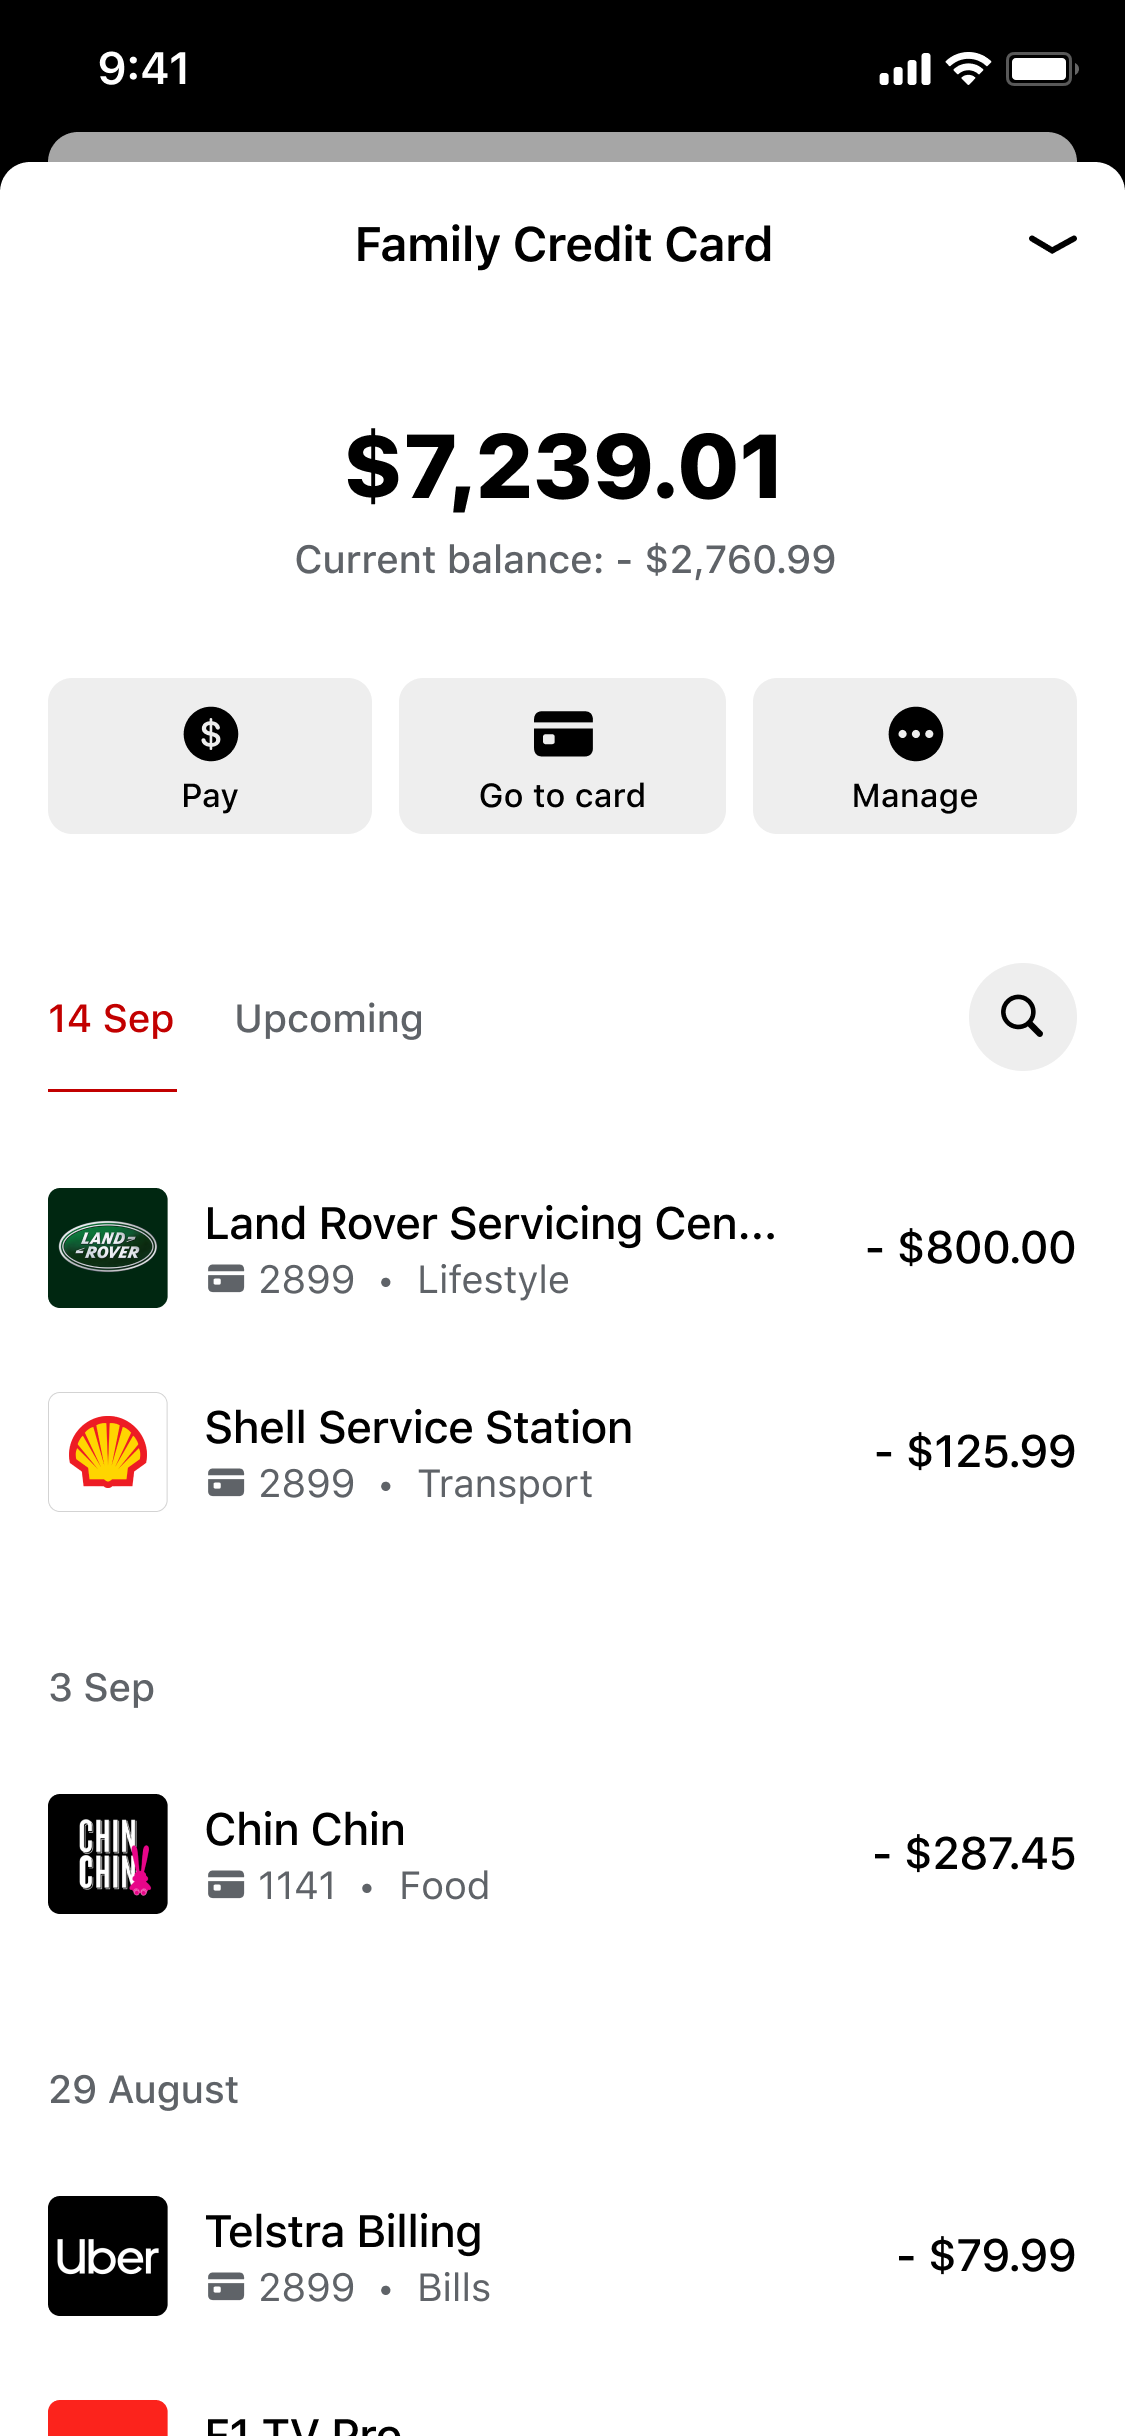 9:41
Family Credit Card
$7,239.01
Current balance: - $2,760.99
$
Pay
Go to card
Manage
14 Sep
Upcoming
LAND-
-ROVER
Land Rover Servicing Cen...
- $800.00
2899 • Lifestyle
Shell Service Station
- $125.99
2899 • Transport
3 Sep
CHIN
CHIN
Chin Chin
- $287.45
1141 • Food
29 August
Uber
Telstra Billing
- $79.99
2899 • Bills
F1 TV Pro